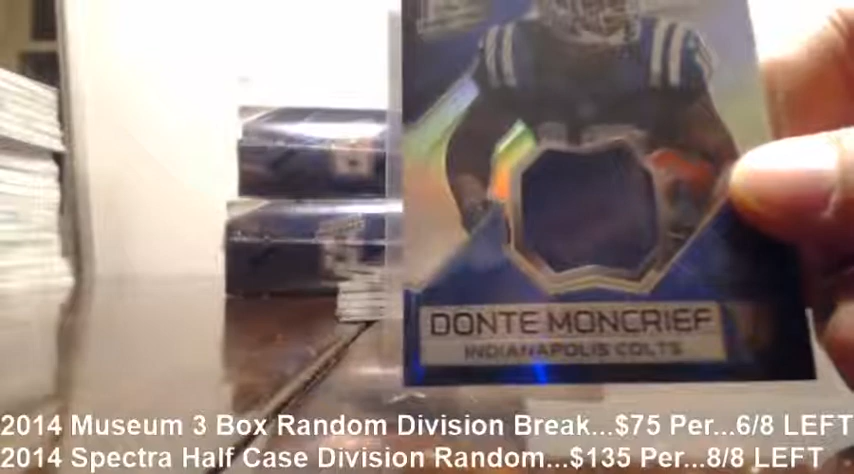 DONTE MONCRIEF
INDIANAPOLIS COLTS
2014 Museum 3 Box Random Division Break...$75 Per...6/8 LEFT
2014 Spectra Half Case Division Random...$135 Per...8/8 LEFT